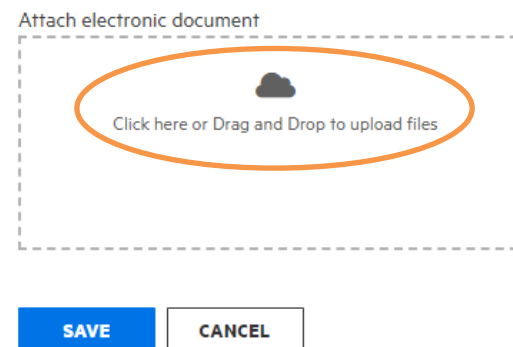 Attach electronic document
Click here or Drag and Drop to upload files
SAVE
CANCEL